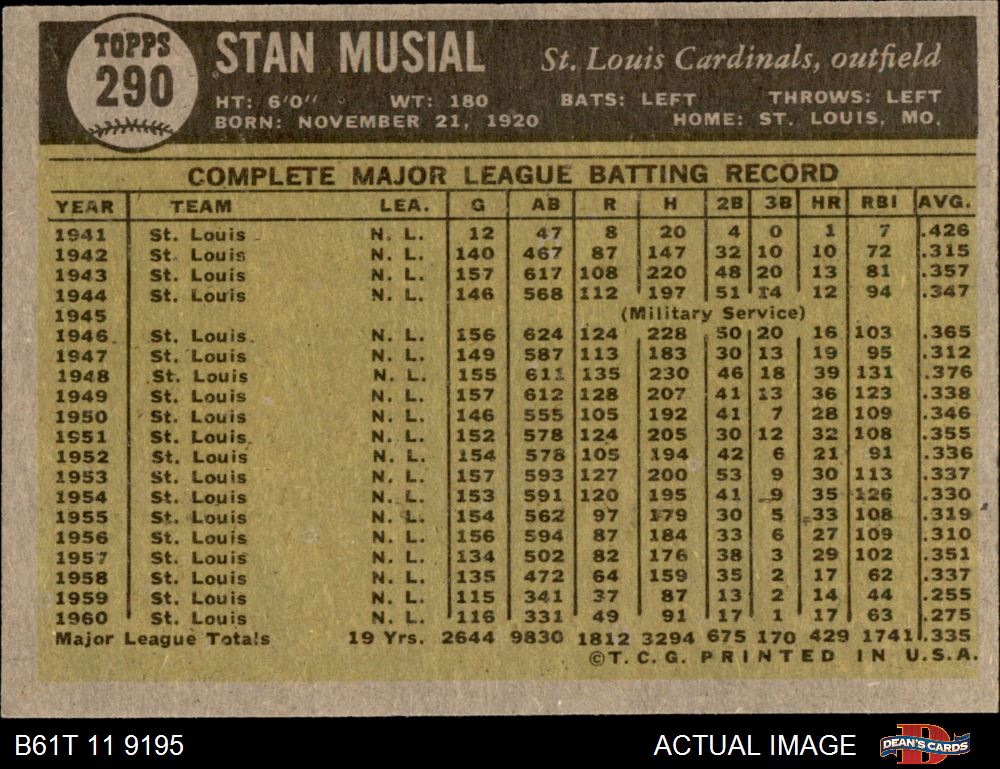 TOPPS
290
STAN MUSIAL St. Louis Cardinals, outfield
HT: 6'0" WT: 180 BATS: LEFT THROWS: LEFT
BORN: NOVEMBER 21, 1920 HOME: ST. LOUIS, MO.
COMPLETE MAJOR LEAGUE BATTING RECORD
YEAR TEAM LEA. G AB R H 2B 3B HR RBI AVG.
1941 St. Louis N. L. 12 47 8 20 4 0 1 7 .426
1942 St. Louis N. L. 140 467 87 147 32 10 10 72 .315
1943 St. Louis N. L. 157 617 108 220 48 20 13 81 .357
1944 St. Louis N. L. 146 568 112 197 51 14 12 94 .347
1945 (Military Service)
1946 St. Louis N. L. 156 624 124 228 50 20 16 103 .365
1947 St. Louis N. L. 149 587 113 183 30 13 19 95 .312
1948 St. Louis N. L. 155 611 135 230 46 18 39 131 .376
1949 St. Louis N. L. 157 612 128 207 41 13 36 123 .338
1950 St. Louis N. L. 146 555 105 192 41 7 28 109 .346
1951 St. Louis N. L. 152 578 124 205 30 12 32 108 .355
1952 St. Louis N. L. 154 578 105 194 42 6 21 91 .336
1953 St. Louis N. L. 157 593 127 200 53 9 30 113 .337
1954 St. Louis N. L. 153 591 120 195 41 9 35 126 .330
1955 St. Louis N. L. 154 562 97 179 30 5 33 108 .319
1956 St. Louis N. L. 156 594 87 184 33 6 27 109 .310
1957 St. Louis N. L. 134 502 82 176 38 3 29 102 .351
1958 St. Louis N. L. 135 472 64 159 35 2 17 62 .337
1959 St. Louis N. L. 115 341 37 87 13 2 14 44 .255
1960 St. Louis N. L. 116 331 49 91 17 1 17 63 .275
Major League Totals 19 Yrs. 2644 9830 1812 3294 675 170 429 1741 .335
©T.C.G. PRINTED IN U.S.A.
B61T 11 9195 ACTUAL IMAGE DEAN'S CARDS